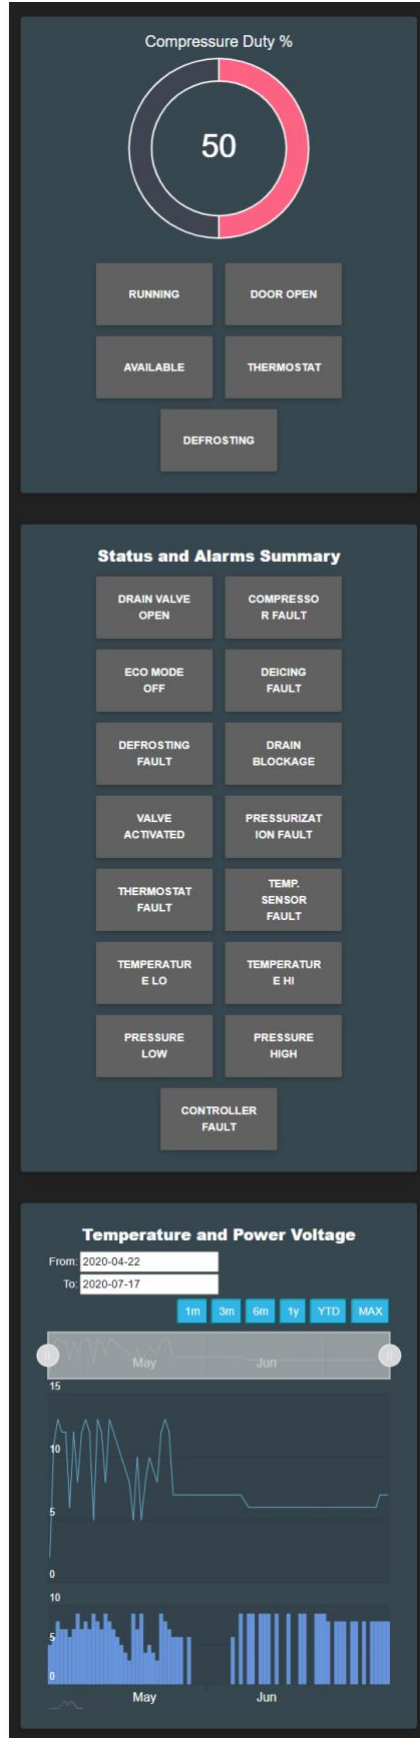 Compressure Duty %
50
RUNNING
DOOR OPEN
AVAILABLE
THERMOSTAT
DEFROSTING
Status and Alarms Summary
DRAIN VALVE
OPEN
COMPRESSO
R FAULT
ECO MODE
OFF
DEICING
FAULT
DEFROSTING
FAULT
DRAIN
BLOCKAGE
VALVE
ACTIVATED
PRESSURIZAT
ION FAULT
THERMOSTAT
FAULT
TEMP.
SENSOR
FAULT
TEMPERATUR
E LO
TEMPERATUR
E HI
PRESSURE
LOW
PRESSURE
HIGH
CONTROLLER
FAULT
Temperature and Power Voltage
From: 2020-04-22
To: 2020-07-17
1m 3m 6m 1y YTD MAX
May Jun
15
10
5
0
10
5
0
May Jun